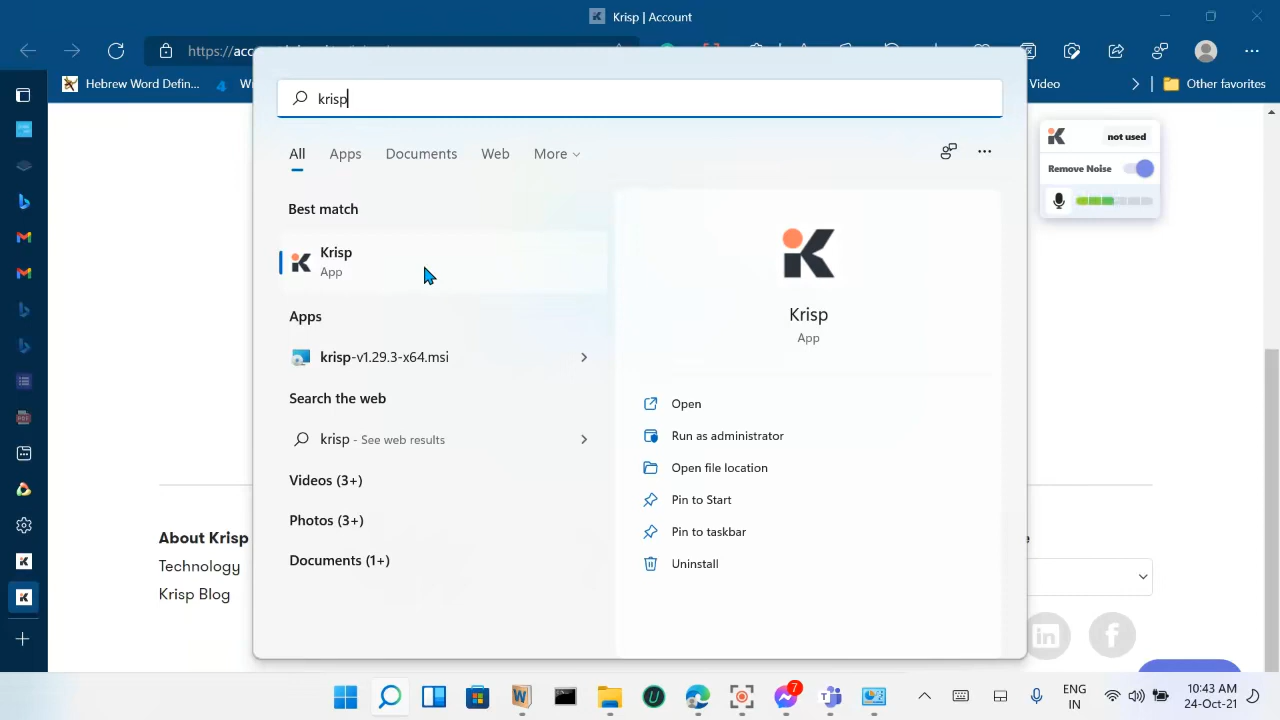 Krisp | Account
https://acc
Hebrew Word Defin...
Video
Other favorites
krisp
not used
Remove Noise
All
Apps
Documents
Web
More
Best match
Krisp
App
Apps
krisp-v1.29.3-x64.msi
Search the web
krisp - See web results
Videos (3+)
Photos (3+)
Documents (1+)
Krisp
App
Open
Run as administrator
Open file location
Pin to Start
Pin to taskbar
Uninstall
About Krisp
Technology
Krisp Blog
in
f
7
ENG
IN
10:43 AM
24-Oct-21